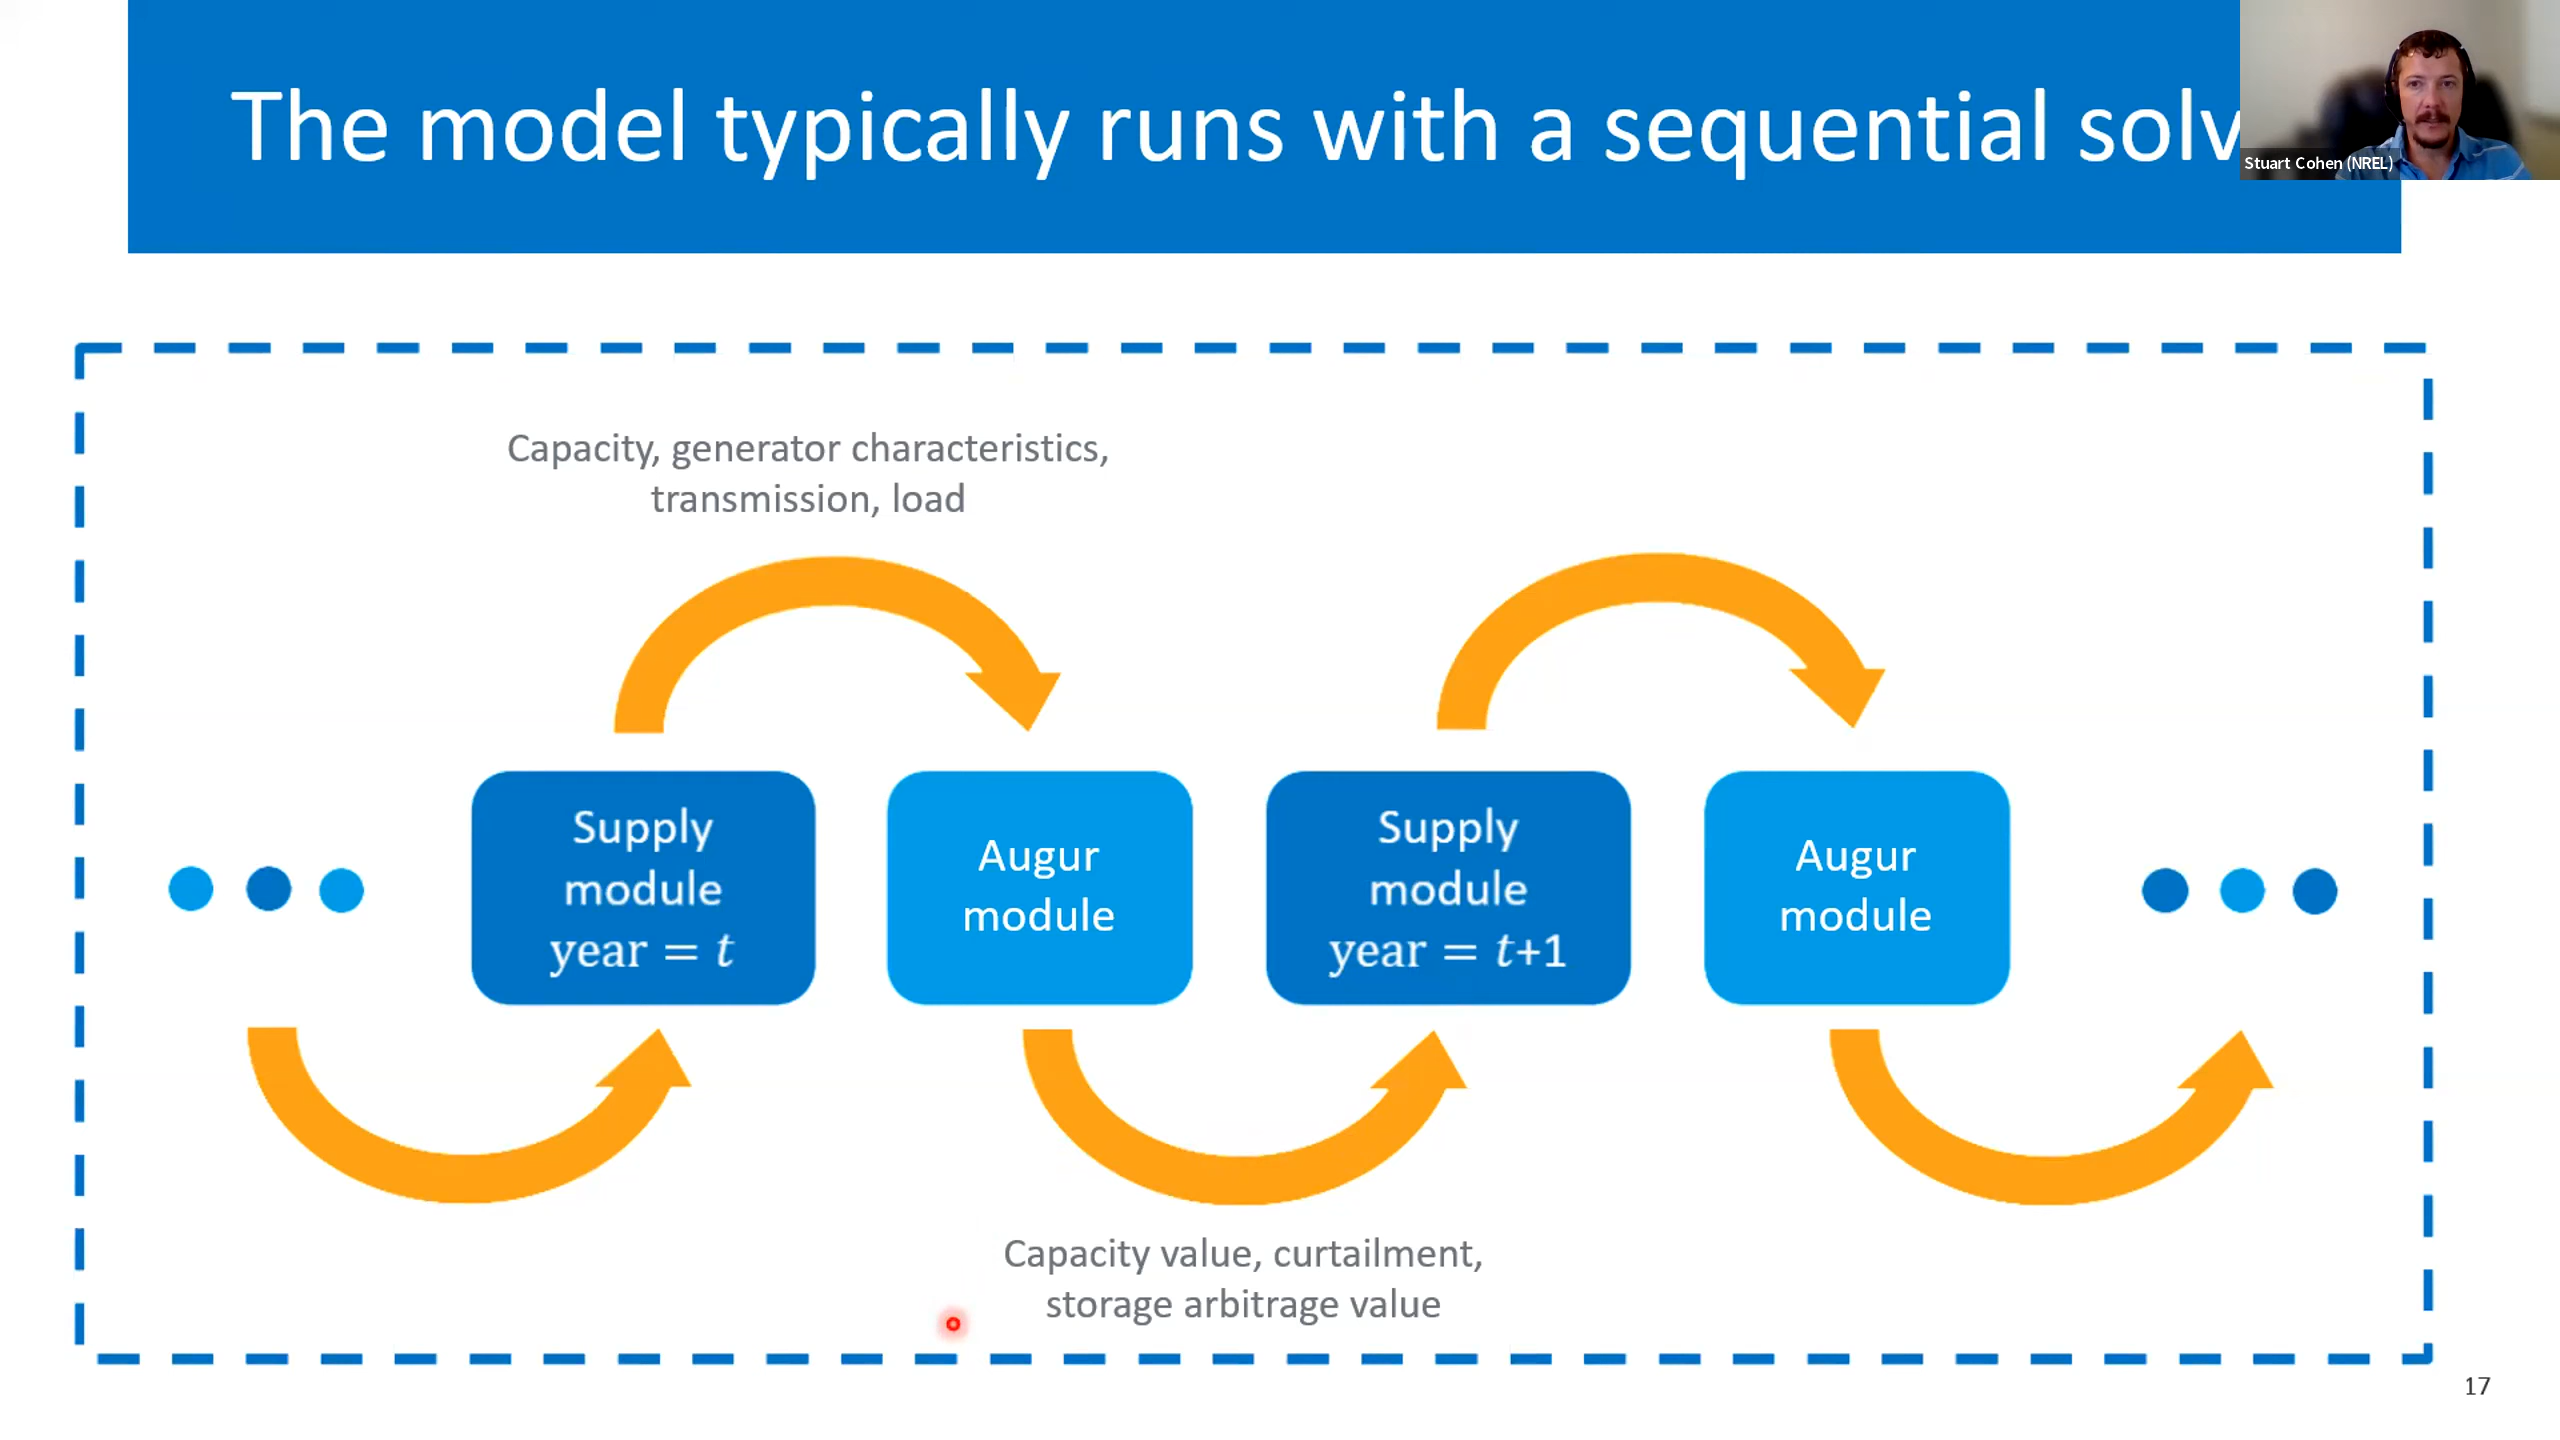 The model typically runs with a sequential solv
Stuart Cohen (NREL)
Capacity, generator characteristics,
transmission, load
Supply
module
year = t
Augur
module
Supply
module
year = t+1
Augur
module
Capacity value, curtailment,
storage arbitrage value
17